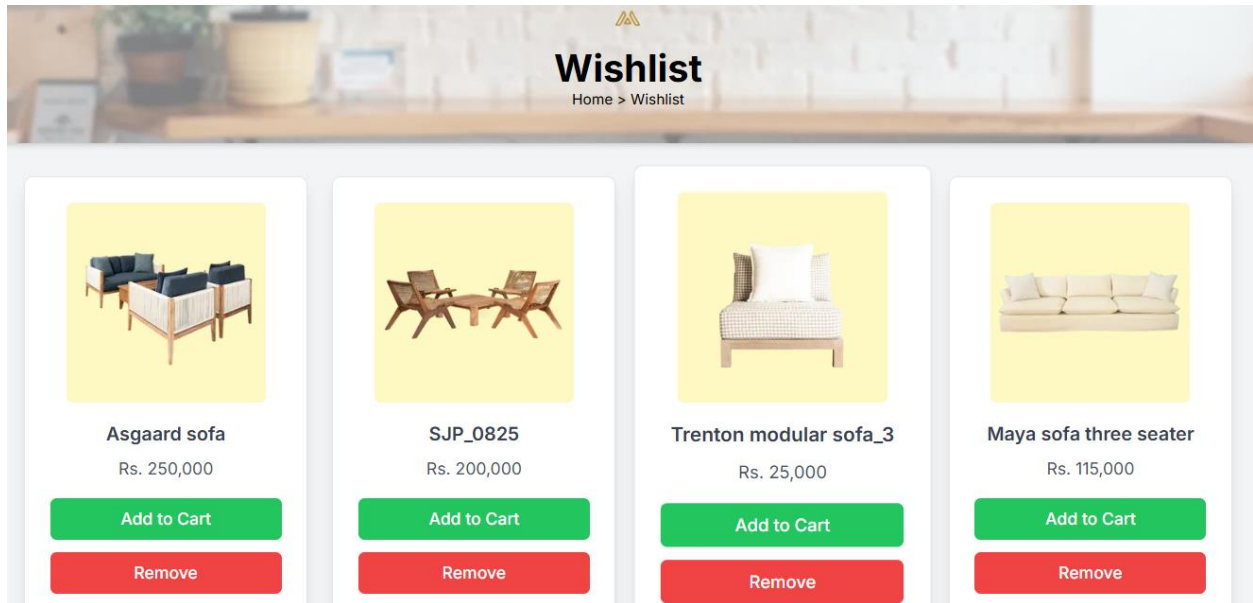 Wishlist
Home > Wishlist
Asgaard sofa
Rs. 250,000
Add to Cart
Remove
SJP_0825
Rs. 200,000
Add to Cart
Remove
Trenton modular sofa_3
Rs. 25,000
Add to Cart
Remove
Maya sofa three seater
Rs. 115,000
Add to Cart
Remove